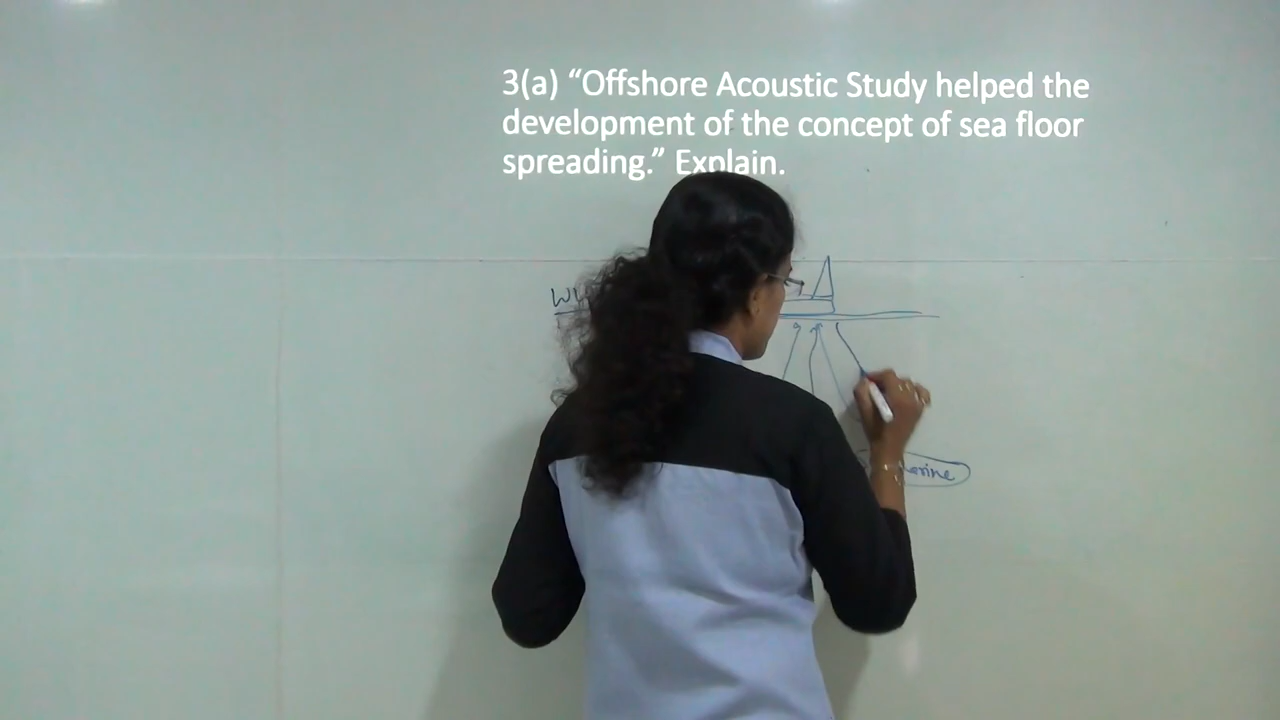 3(a) “Offshore Acoustic Study helped the
development of the concept of sea floor
spreading.” Explain.